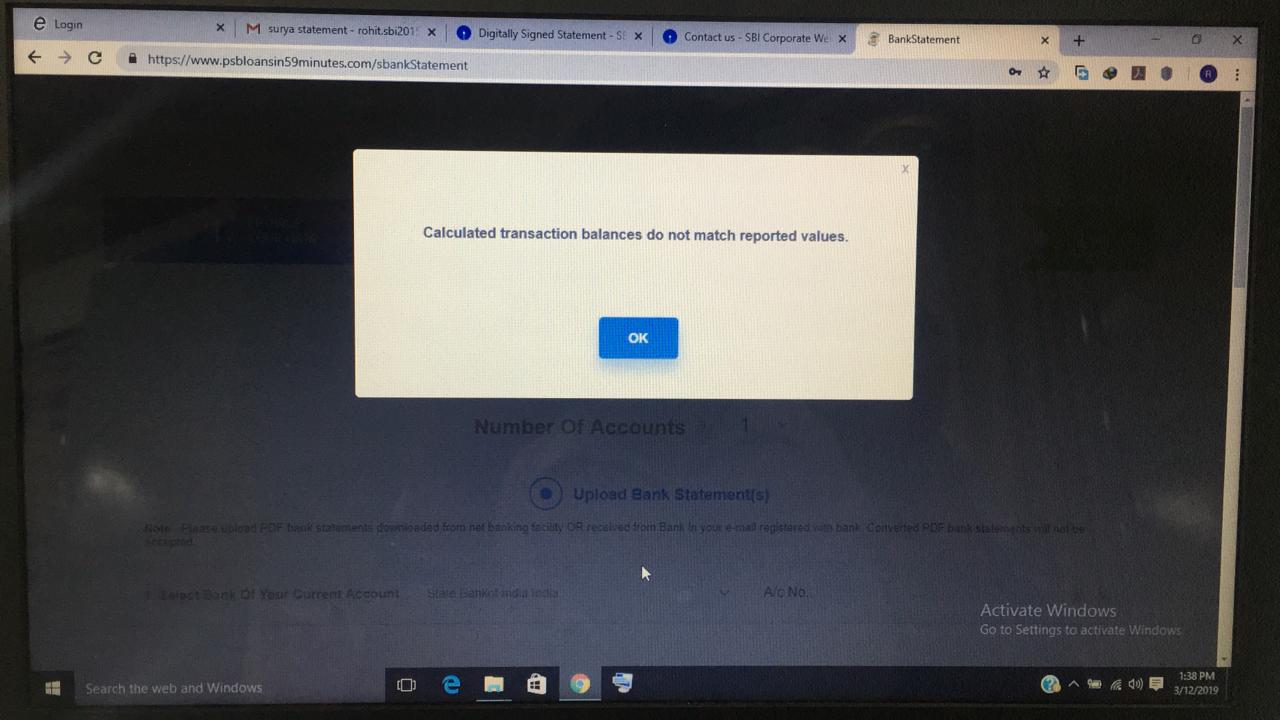 Login
surya statement - rohit.sbi201
Digitally Signed Statement - SE
Contact us - SBI Corporate We
BankStatement
https://www.psbloansin59minutes.com/sbankStatement
R
x
Calculated transaction balances do not match reported values.
OK
Number Of Accounts
1
Upload Bank Statement(s)
Note : Please upload PDF bank statements downloaded from net banking facility OR received from Bank in your e-mail registered with bank. Converted PDF bank statements will not be
accepted.
1. Select Bank Of Your Current Account
State Bank of India India
A/c No.
Activate Windows
Go to Settings to activate Windows.
Search the web and Windows
1:38 PM
3/12/2019